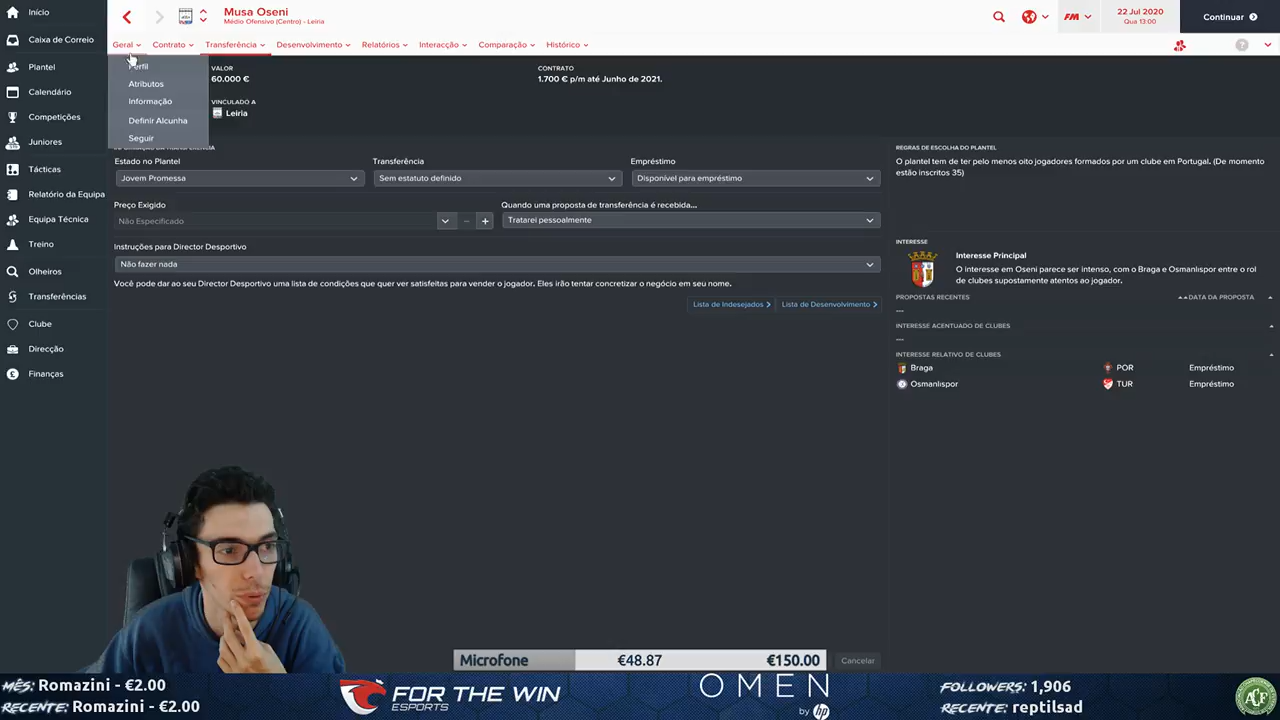 Início
Caixa de Correio
Plantel
Calendário
Competições
Juniores
Tácticas
Relatório da Equipa
Equipa Técnica
Treino
Olheiros
Transferências
Clube
Direcção
Finanças
Musa Oseni
Médio Ofensivo (Centro) - Leiria
FM
22 Jul 2020
Qua 13:00
Continuar
Geral
Contrato
Transferência
Desenvolvimento
Relatórios
Interacção
Comparação
Histórico
Perfil
Atributos
Informação
Definir Alcunha
Seguir
VALOR
60.000 €
CONTRATO
1.700 € p/m até Junho de 2021.
VINCULADO A
Leiria
Estado no Plantel
Transferência
Empréstimo
Jovem Promessa
Sem estatuto definido
Disponível para empréstimo
Preço Exigido
Quando uma proposta de transferência é recebida...
Não Especificado
Tratarei pessoalmente
Instruções para Director Desportivo
Não fazer nada
Você pode dar ao seu Director Desportivo uma lista de condições que quer ver satisfeitas para vender o jogador. Eles irão tentar concretizar o negócio em seu nome.
Lista de Indesejados
Lista de Desenvolvimento
REGRAS DE ESCOLHA DO PLANTEL
O plantel tem de ter pelo menos oito jogadores formados por um clube em Portugal. (De momento
estão inscritos 35)
INTERESSE
Interesse Principal
O interesse em Oseni parece ser intenso, com o Braga e Osmanlıspor entre o rol
de clubes supostamente atentos ao jogador.
PROPOSTAS RECENTES
DATA DA PROPOSTA
---
INTERESSE ACENTUADO DE CLUBES
---
INTERESSE RELATIVO DE CLUBES
Braga POR Empréstimo
Osmanlıspor TUR Empréstimo
Microfone €48.87 €150.00
Cancelar
MÊS: Romazini - €2.00
RECENTE: Romazini - €2.00
FOR THE WIN
ESPORTS
OMEN
by hp
FOLLOWERS: 1,906
RECENTE: reptilsad